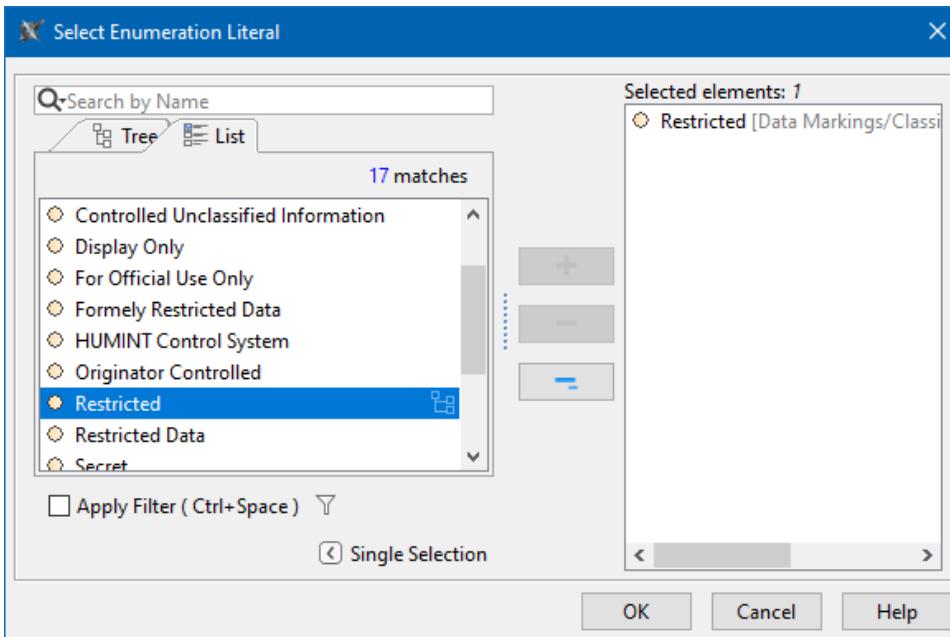 Select Enumeration Literal
Search by Name
Tree
List
17 matches
Controlled Unclassified Information
Display Only
For Official Use Only
Formely Restricted Data
HUMINT Control System
Originator Controlled
Restricted
Restricted Data
Secret
Apply Filter ( Ctrl+Space )
Single Selection
Selected elements: 1
Restricted [Data Markings/Classi
OK
Cancel
Help